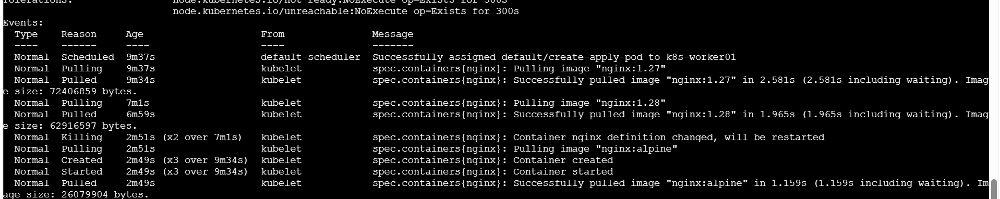 Tolerations:                 node.kubernetes.io/not-ready:NoExecute op=Exists for 300s
                             node.kubernetes.io/unreachable:NoExecute op=Exists for 300s
Events:
  Type    Reason     Age                    From               Message
  ----    ------     ----                   ----               -------
  Normal  Scheduled  9m37s                  default-scheduler  Successfully assigned default/create-apply-pod to k8s-worker01
  Normal  Pulling    9m37s                  kubelet            spec.containers{nginx}: Pulling image "nginx:1.27"
  Normal  Pulled     9m34s                  kubelet            spec.containers{nginx}: Successfully pulled image "nginx:1.27" in 2.581s (2.581s including waiting). Imag
e size: 72406859 bytes.
  Normal  Pulling    7m1s                   kubelet            spec.containers{nginx}: Pulling image "nginx:1.28"
  Normal  Pulled     6m59s                  kubelet            spec.containers{nginx}: Successfully pulled image "nginx:1.28" in 1.965s (1.965s including waiting). Imag
e size: 62916597 bytes.
  Normal  Killing    2m51s (x2 over 7m1s)   kubelet            spec.containers{nginx}: Container nginx definition changed, will be restarted
  Normal  Pulling    2m51s                  kubelet            spec.containers{nginx}: Pulling image "nginx:alpine"
  Normal  Created    2m49s (x3 over 9m34s)  kubelet            spec.containers{nginx}: Container created
  Normal  Started    2m49s (x3 over 9m34s)  kubelet            spec.containers{nginx}: Container started
  Normal  Pulled     2m49s                  kubelet            spec.containers{nginx}: Successfully pulled image "nginx:alpine" in 1.159s (1.159s including waiting). Im
age size: 26079904 bytes.